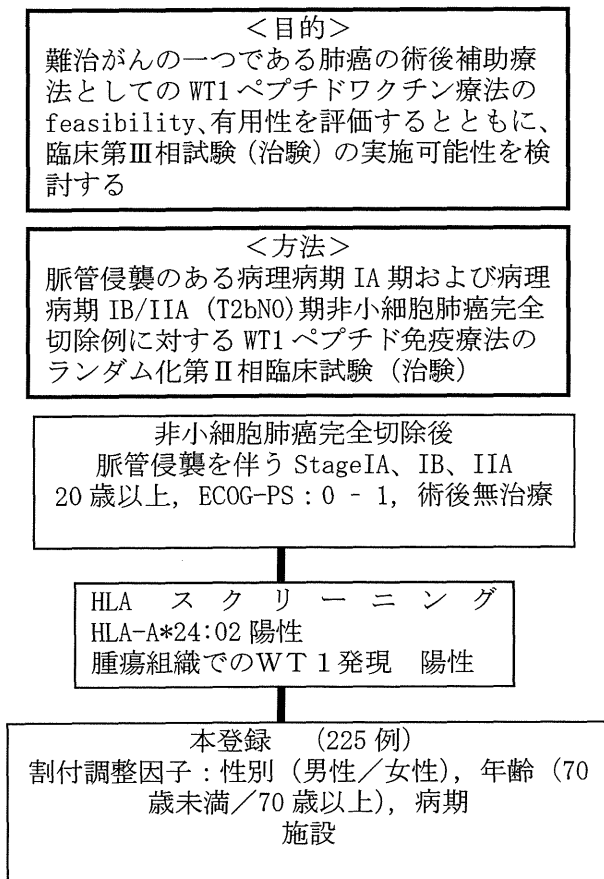 ＜目的＞
難治がんの一つである肺癌の術後補助療
法としての WT1 ペプチドワクチン療法の
feasibility、有用性を評価するとともに、
臨床第Ⅲ相試験（治験）の実施可能性を検
討する
＜方法＞
脈管侵襲のある病理病期 IA 期および病理
病期 IB/IIA (T2bN0)期非小細胞肺癌完全
切除例に対する WT1 ペプチド免疫療法の
ランダム化第Ⅱ相臨床試験（治験）
非小細胞肺癌完全切除後
脈管侵襲を伴う StageIA、IB、IIA
20 歳以上, ECOG-PS：0 - 1, 術後無治療
HLA スクリーニング
HLA-A*24:02 陽性
腫瘍組織でのＷＴ１発現 陽性
本登録 （225 例）
割付調整因子：性別（男性／女性）, 年齢（70
歳未満／70 歳以上）, 病期
施設